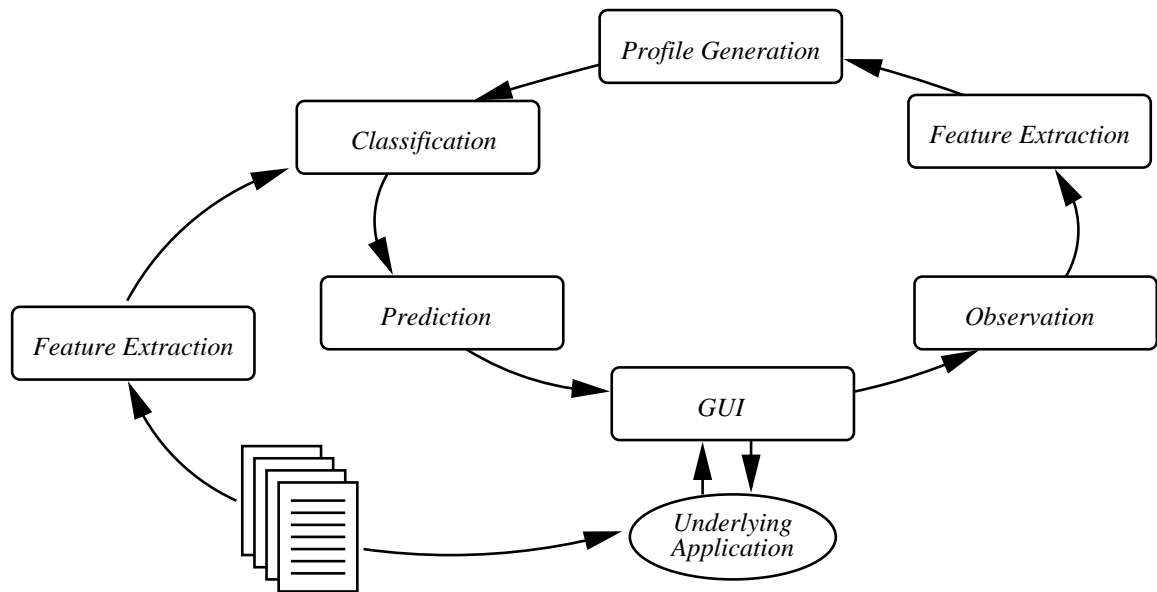 Profile Generation
Classification
Feature Extraction
Prediction
Observation
Feature Extraction
GUI
Underlying
Application